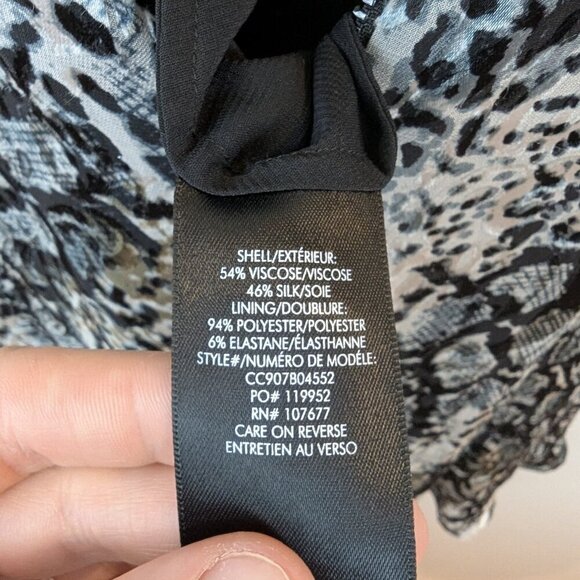 SHELL/EXTÉRIEUR:
54% VISCOSE/VISCOSE
46% SILK/SOIE
LINING/DOUBLURE:
94% POLYESTER/POLYESTER
6% ELASTANE/ÉLASTHANNE
STYLE#/NUMÉRO DE MODÈLE:
CC907B04552
PO# 119952
RN# 107677
CARE ON REVERSE
ENTRETIEN AU VERSO